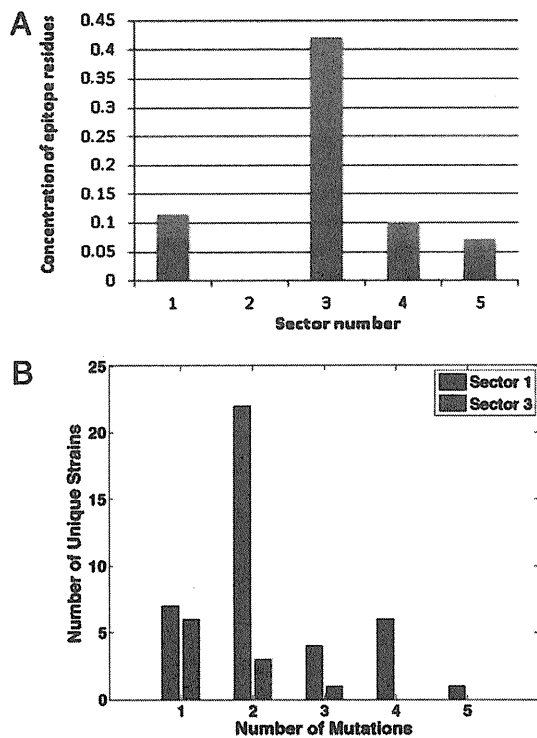 A
Concentration of epitope residues
0.45
0.4
0.35
0.3
0.25
0.2
0.15
0.1
0.05
0
1 2 3 4 5
Sector number
B
Number of Unique Strains
25
20
15
10
5
0
Sector 1
Sector 3
1 2 3 4 5
Number of Mutations